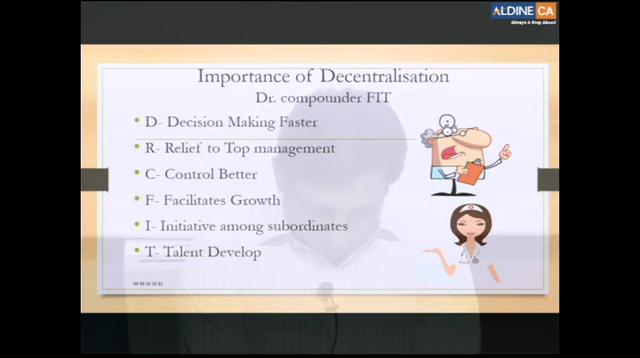 ALDINE CA
Always A Step Ahead
Importance of Decentralisation
Dr. compounder FIT
• D- Decision Making Faster
• R- Relief to Top management
• C- Control Better
• F- Facilitates Growth
• I- Initiative among subordinates
• T- Talent Develop